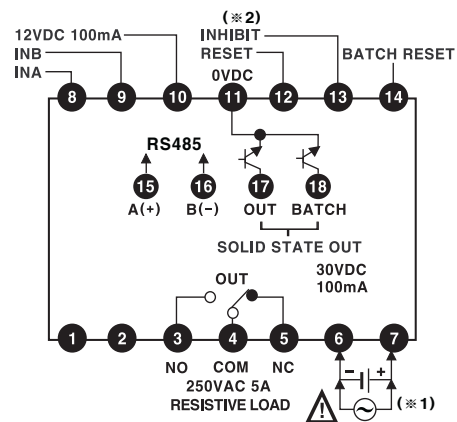 (※2)
12VDC 100mA INHIBIT
INB RESET BATCH RESET
INA 0VDC
8 9 10 11 12 13 14
RS485
15 16 17 18
A(+) B(−) OUT BATCH
SOLID STATE OUT
30VDC
100mA
OUT
1 2 3 4 5 6 7
NO COM NC
250VAC 5A
RESISTIVE LOAD
− +
(※1)